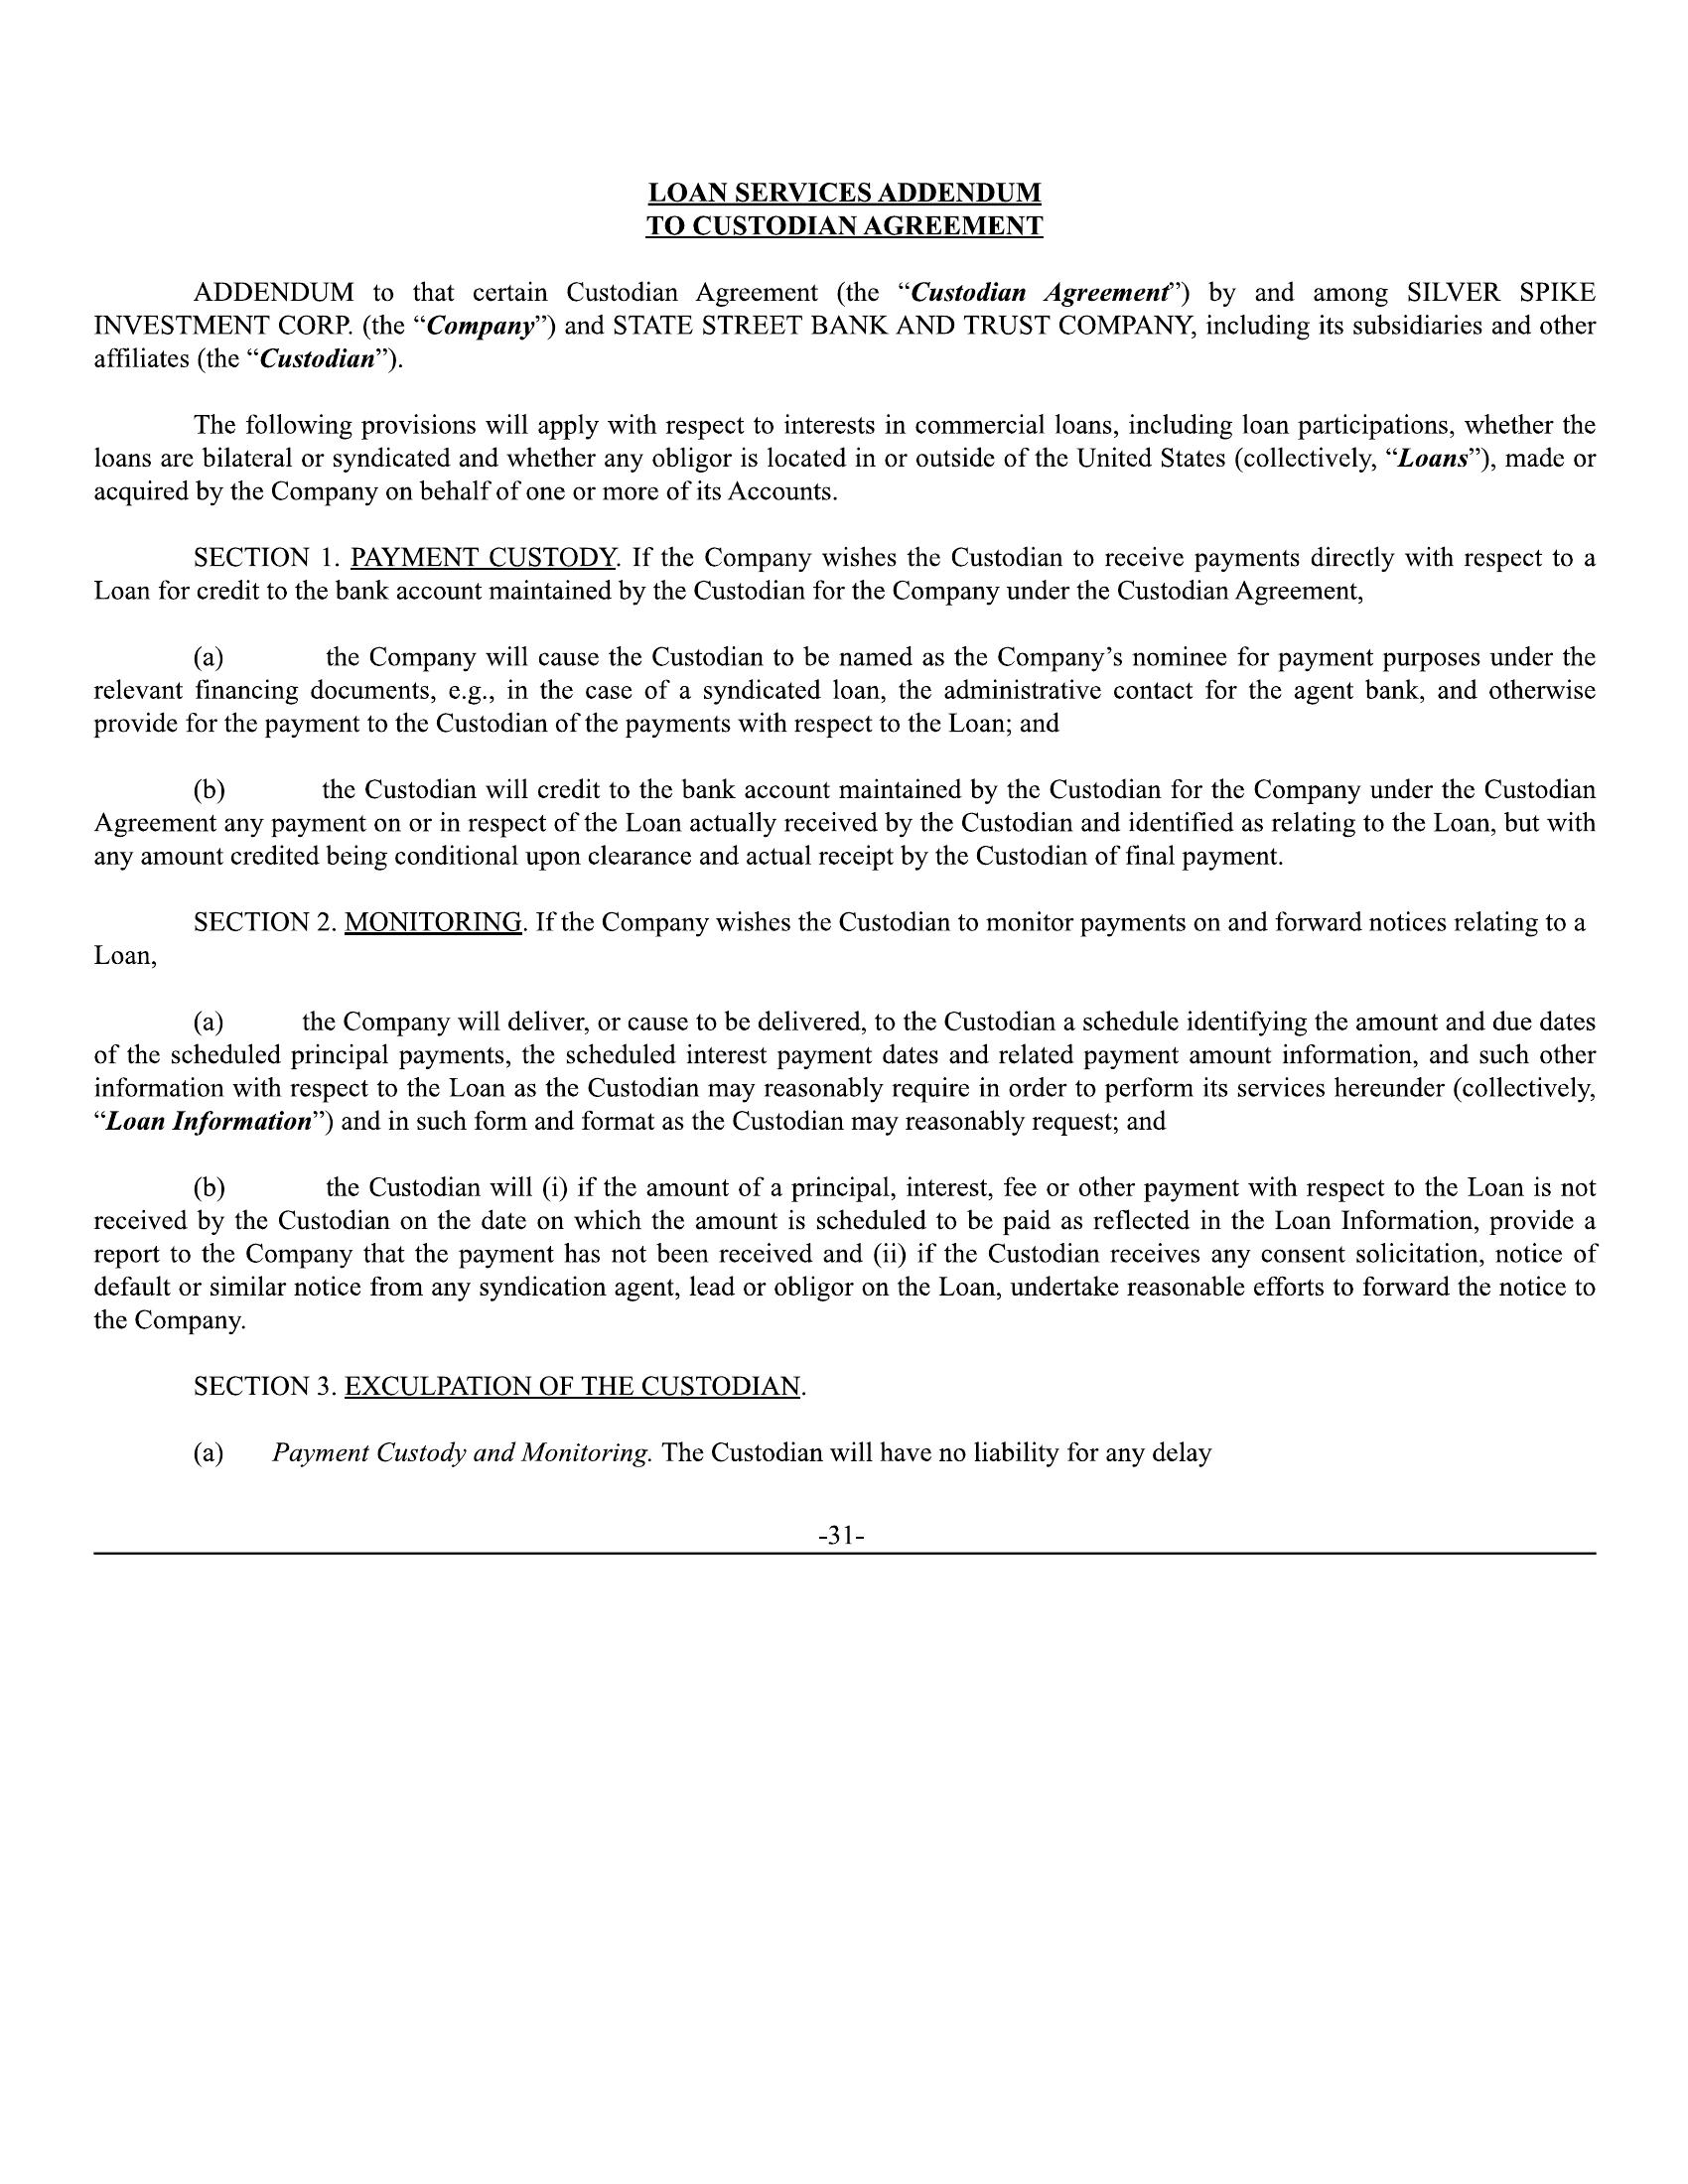 LOAN SERVICES ADDENDUM
TO CUSTODIAN AGREEMENT
ADDENDUM to that certain Custodian Agreement (the “Custodian Agreement”) by and among SILVER SPIKE
INVESTMENT CORP. (the “Company”) and STATE STREET BANK AND TRUST COMPANY, including its subsidiaries and other
affiliates (the “Custodian”).
The following provisions will apply with respect to interests in commercial loans, including loan participations, whether the
loans are bilateral or syndicated and whether any obligor is located in or outside of the United States (collectively, “Loans”), made or
acquired by the Company on behalf of one or more of its Accounts.
SECTION 1. PAYMENT CUSTODY. If the Company wishes the Custodian to receive payments directly with respect to a
Loan for credit to the bank account maintained by the Custodian for the Company under the Custodian Agreement,
(a) the Company will cause the Custodian to be named as the Company’s nominee for payment purposes under the
relevant financing documents, e.g., in the case of a syndicated loan, the administrative contact for the agent bank, and otherwise
provide for the payment to the Custodian of the payments with respect to the Loan; and
(b) the Custodian will credit to the bank account maintained by the Custodian for the Company under the Custodian
Agreement any payment on or in respect of the Loan actually received by the Custodian and identified as relating to the Loan, but with
any amount credited being conditional upon clearance and actual receipt by the Custodian of final payment.
SECTION 2. MONITORING. If the Company wishes the Custodian to monitor payments on and forward notices relating to a
Loan,
(a) the Company will deliver, or cause to be delivered, to the Custodian a schedule identifying the amount and due dates
of the scheduled principal payments, the scheduled interest payment dates and related payment amount information, and such other
information with respect to the Loan as the Custodian may reasonably require in order to perform its services hereunder (collectively,
“Loan Information”) and in such form and format as the Custodian may reasonably request; and
(b) the Custodian will (i) if the amount of a principal, interest, fee or other payment with respect to the Loan is not
received by the Custodian on the date on which the amount is scheduled to be paid as reflected in the Loan Information, provide a
report to the Company that the payment has not been received and (ii) if the Custodian receives any consent solicitation, notice of
default or similar notice from any syndication agent, lead or obligor on the Loan, undertake reasonable efforts to forward the notice to
the Company.
SECTION 3. EXCULPATION OF THE CUSTODIAN.
(a) Payment Custody and Monitoring. The Custodian will have no liability for any delay
-31-